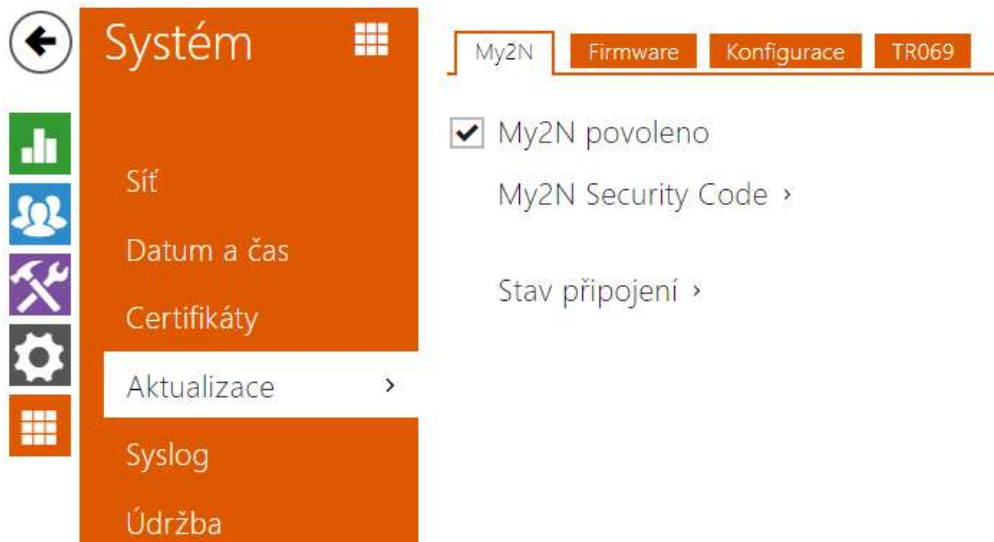 Systém
Síť
Datum a čas
Certifikáty
Aktualizace
Syslog
Údržba
My2N Firmware Konfigurace TR069
My2N povoleno
My2N Security Code
Stav připojení